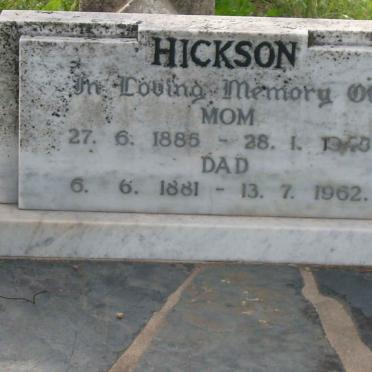 HICKSON
In Loving Memory Of
MOM
27. 6. 1885 - 28. 1.
DAD
6. 6. 1881 - 13. 7. 1962.